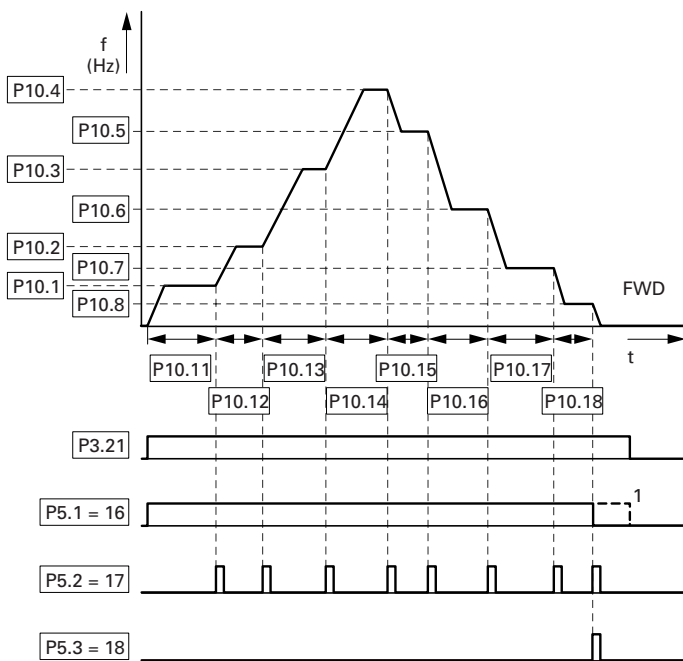 f
(Hz)
P10.4
P10.5
P10.3
P10.6
P10.2
P10.7
P10.1
P10.8
FWD
t
P10.11
P10.13
P10.15
P10.17
P10.12
P10.14
P10.16
P10.18
P3.21
P5.1 = 16
1
P5.2 = 17
P5.3 = 18